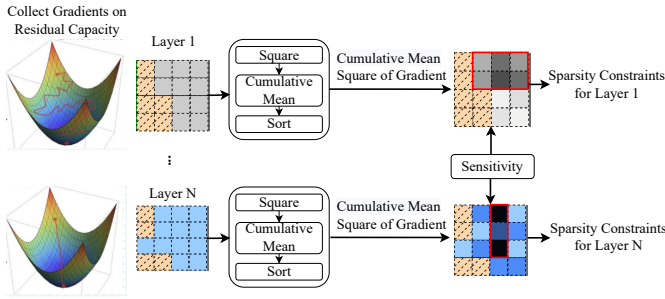 Collect Gradients on
Residual Capacity
Layer 1
Square
Cumulative
Mean
Sort
Cumulative Mean
Square of Gradient
Sparsity Constraints
for Layer 1
...
Sensitivity
Layer N
Square
Cumulative
Mean
Sort
Cumulative Mean
Square of Gradient
Sparsity Constraints
for Layer N